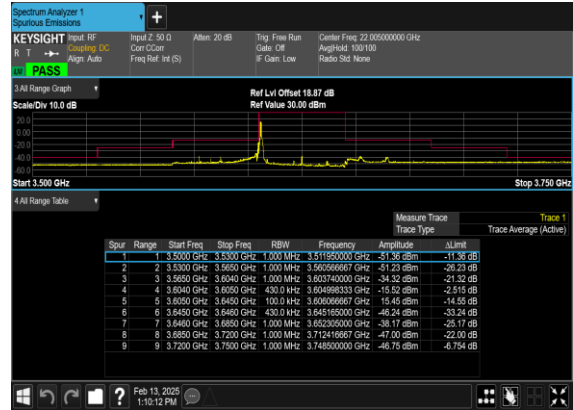 Spectrum Analyzer 1
Spurious Emissions
KEYSIGHT Input: RF Input Z: 50 Ω Atten: 20 dB Trig: Free Run Center Freq: 22.005000000 GHz
R T Coupling: DC Corr CCorr Gate: Off Avg|Hold: 100/100
Align: Auto Freq Ref: Int (S) IF Gain: Low Radio Std: None
PASS
3 All Range Graph
Ref Lvl Offset 18.87 dB
Scale/Div 10.0 dB Ref Value 30.00 dBm
20.0
0.00
-20.0
-40.0
-60.0
Start 3.500 GHz Stop 3.750 GHz
4 All Range Table
Measure Trace Trace 1
Trace Type Trace Average (Active)
Spur Range Start Freq Stop Freq RBW Frequency Amplitude ΔLimit
1 1 3.5000 GHz 3.5300 GHz 1.000 MHz 3.511950000 GHz -51.36 dBm -11.36 dB
2 2 3.5300 GHz 3.5650 GHz 1.000 MHz 3.560566667 GHz -51.23 dBm -26.23 dB
3 3 3.5650 GHz 3.6040 GHz 1.000 MHz 3.603740000 GHz -34.32 dBm -21.32 dB
4 4 3.6040 GHz 3.6050 GHz 430.0 kHz 3.604998333 GHz -15.52 dBm -2.515 dB
5 5 3.6050 GHz 3.6450 GHz 100.0 kHz 3.606066667 GHz 15.45 dBm -14.55 dB
6 6 3.6450 GHz 3.6460 GHz 430.0 kHz 3.645165000 GHz -46.24 dBm -33.24 dB
7 7 3.6460 GHz 3.6850 GHz 1.000 MHz 3.652305000 GHz -38.17 dBm -25.17 dB
8 8 3.6850 GHz 3.7200 GHz 1.000 MHz 3.712416667 GHz -47.00 dBm -22.00 dB
9 9 3.7200 GHz 3.7500 GHz 1.000 MHz 3.748500000 GHz -46.75 dBm -6.754 dB
? Feb 13, 2025
1:10:12 PM